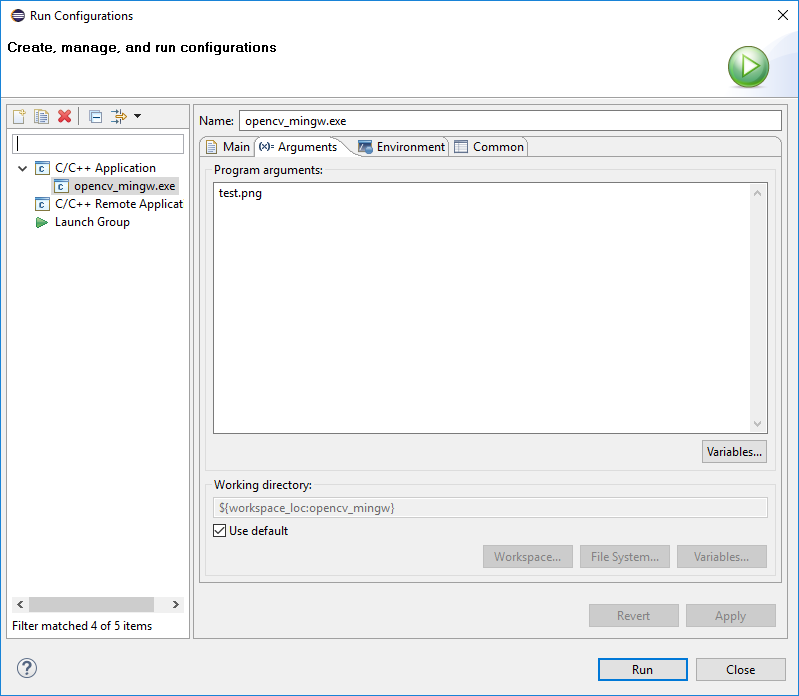 Run Configurations
Create, manage, and run configurations
Name: opencv_mingw.exe
Main (x)= Arguments Environment Common
C/C++ Application
opencv_mingw.exe
C/C++ Remote Applicat
Launch Group
Filter matched 4 of 5 items
Program arguments:
test.png
Variables...
Working directory:
${workspace_loc:opencv_mingw}
Use default
Workspace... File System... Variables...
Revert Apply
Run Close